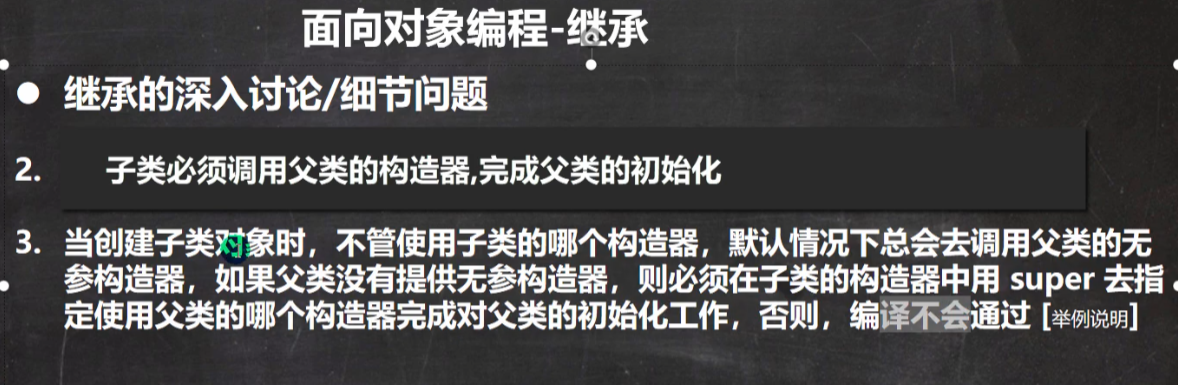 面向对象编程-继承
● 继承的深入讨论/细节问题
2. 子类必须调用父类的构造器,完成父类的初始化
3. 当创建子类对象时，不管使用子类的哪个构造器，默认情况下总会去调用父类的无
参构造器，如果父类没有提供无参构造器，则必须在子类的构造器中用 super 去指
定使用父类的哪个构造器完成对父类的初始化工作，否则，编译不会通过 [举例说明]